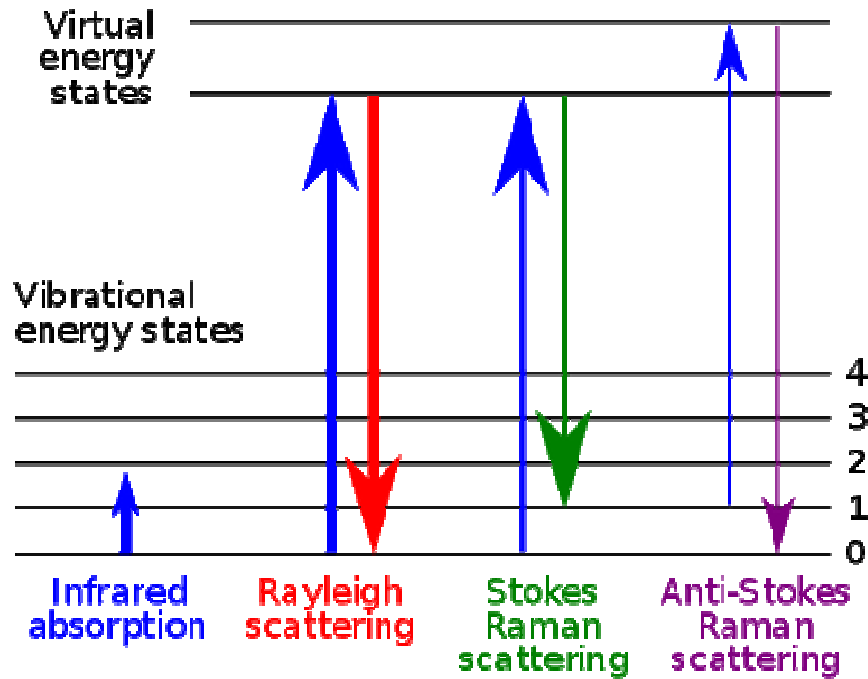 Virtual
energy
states
Vibrational
energy states
4
3
2
1
0
Infrared
absorption
Rayleigh
scattering
Stokes
Raman
scattering
Anti-Stokes
Raman
scattering